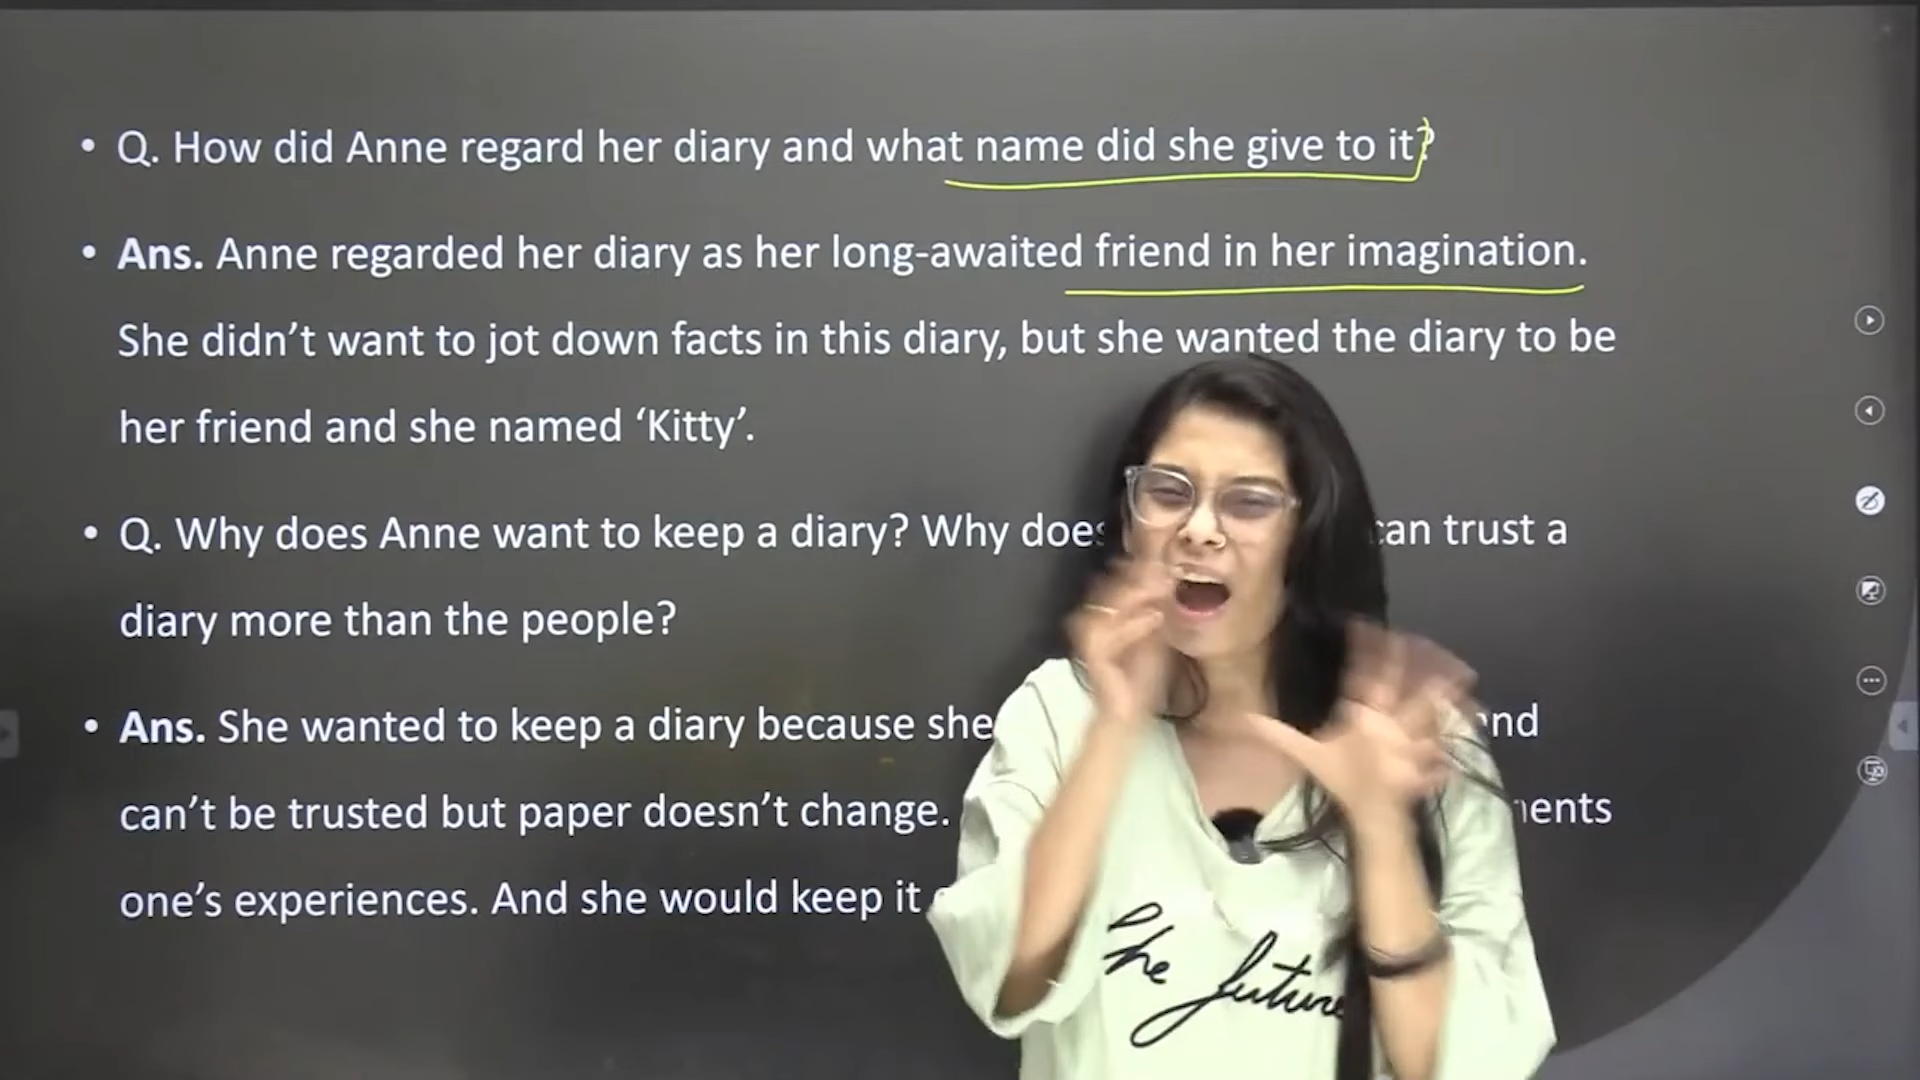 • Q. How did Anne regard her diary and what name did she give to it?
• Ans. Anne regarded her diary as her long-awaited friend in her imagination.
She didn’t want to jot down facts in this diary, but she wanted the diary to be
her friend and she named ‘Kitty’.
• Q. Why does Anne want to keep a diary? Why does can trust a
diary more than the people?
• Ans. She wanted to keep a diary because she
can’t be trusted but paper doesn’t change.
one’s experiences. And she would keep it
the future